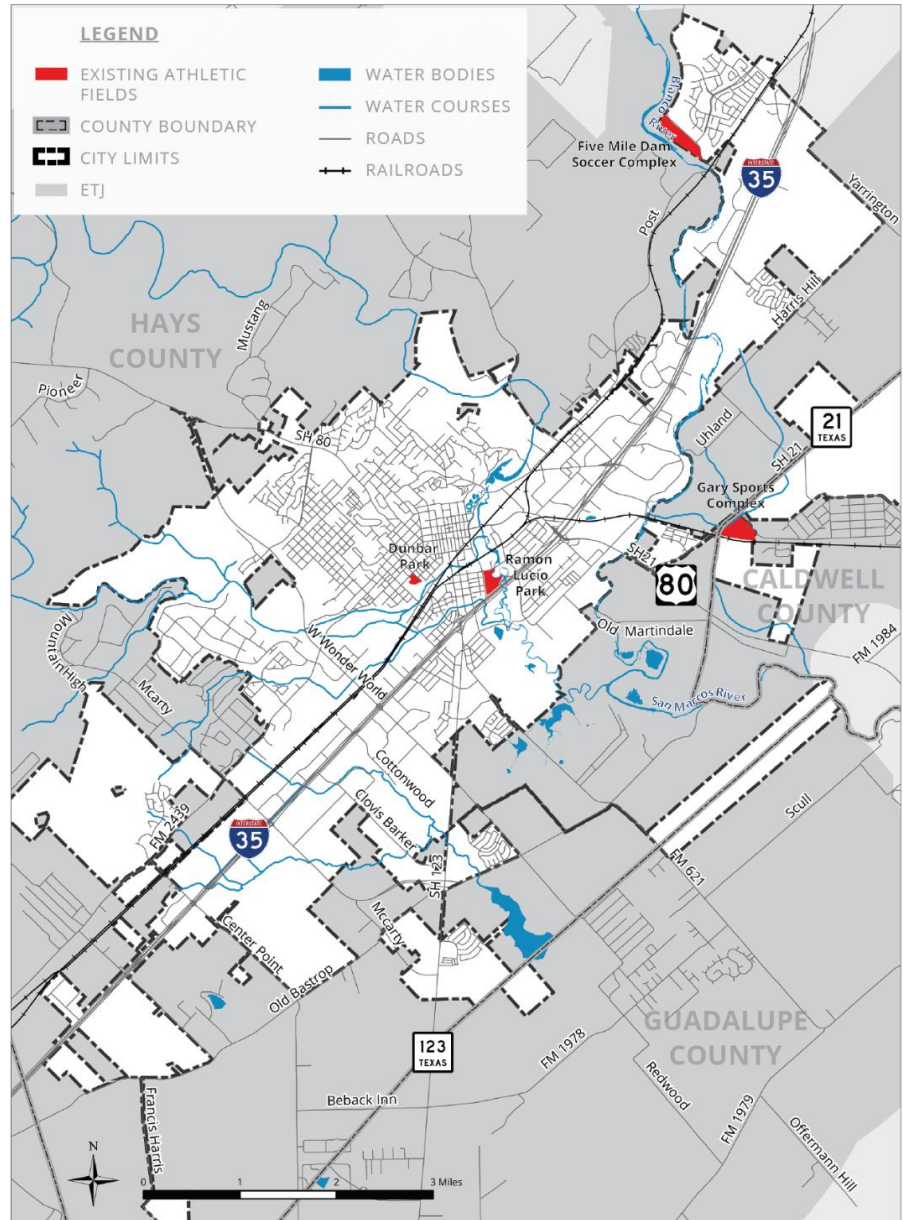 LEGEND
EXISTING ATHLETIC
FIELDS
COUNTY BOUNDARY
CITY LIMITS
ETJ
WATER BODIES
WATER COURSES
ROADS
RAILROADS
Blanco
River
Five Mile Dam
Soccer Complex
INTERSTATE
35
Yarrington
Post
Harris Hill
HAYS
COUNTY
Mustang
Pioneer
SH 80
Uhland
21
TEXAS
SH 21
Gary Sports
Complex
Dunbar
Park
Ramon
Lucio
Park
SH21
80
CALDWELL
COUNTY
Old Martindale
FM 1984
San Marcos River
Mountain High
Mcarty
W Wonder World
Cottonwood
Clovis Barker
FM 2439
INTERSTATE
35
SH 123
Scull
FM 621
Mccarty
Center Point
Old Bastrop
GUADALUPE
COUNTY
123
TEXAS
FM 1978
Redwood
FM 1979
Offermann Hill
Beback Inn
Francis Harris
N
0 1 2 3 Miles